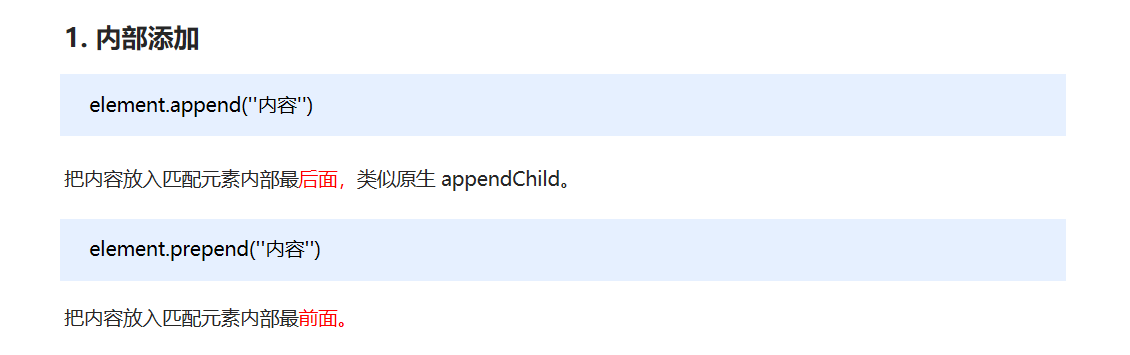 1. 内部添加
element.append(''内容'')
把内容放入匹配元素内部最后面，类似原生 appendChild。
element.prepend(''内容'')
把内容放入匹配元素内部最前面。